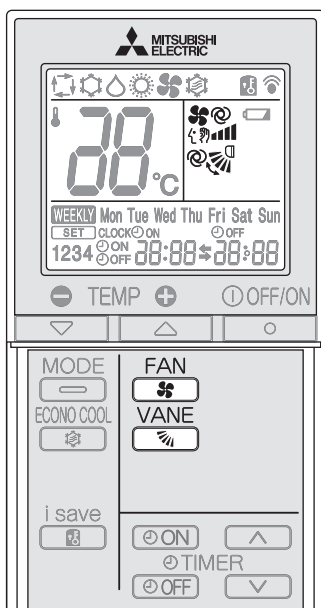 MITSUBISHI
ELECTRIC
88°C
WEEKLY Mon Tue Wed Thu Fri Sat Sun
SET CLOCK ON OFF
1234 ON OFF 88:88 88:88
TEMP OFF/ON
MODE FAN
ECONO COOL VANE
i save
ON
TIMER
OFF